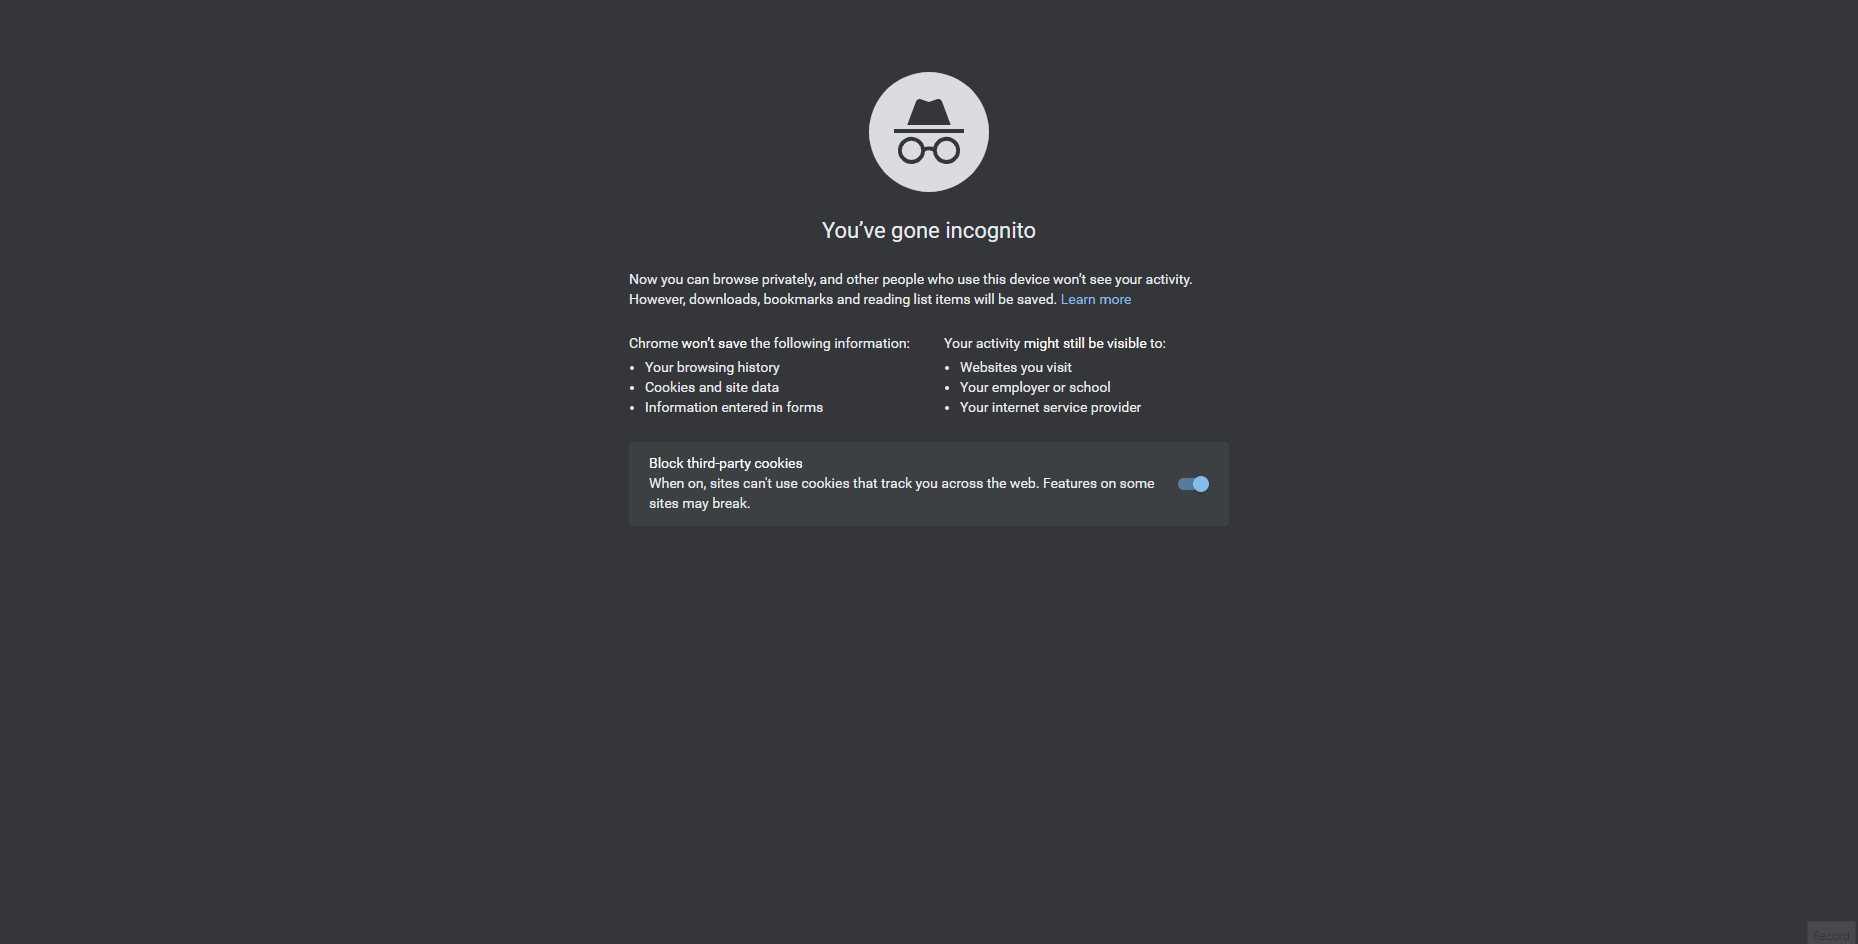 You’ve gone incognito
Now you can browse privately, and other people who use this device won’t see your activity.
However, downloads, bookmarks and reading list items will be saved. Learn more
Chrome won’t save the following information:
Your browsing history
Cookies and site data
Information entered in forms
Your activity might still be visible to:
Websites you visit
Your employer or school
Your internet service provider
Block third-party cookies
When on, sites can't use cookies that track you across the web. Features on some
sites may break.
Record